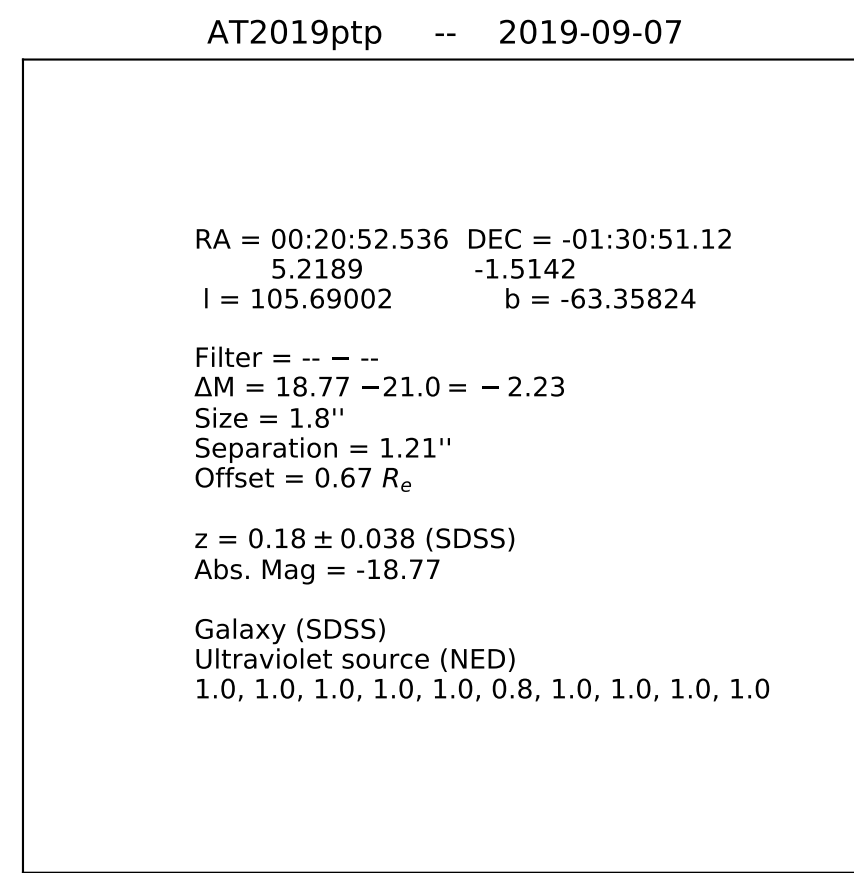 AT2019ptp -- 2019-09-07
RA = 00:20:52.536 DEC = -01:30:51.12
5.2189 -1.5142
l = 105.69002 b = -63.35824
Filter = -- − --
ΔM = 18.77 −21.0 = − 2.23
Size = 1.8''
Separation = 1.21''
Offset = 0.67 Rₑ
z = 0.18 ± 0.038 (SDSS)
Abs. Mag = -18.77
Galaxy (SDSS)
Ultraviolet source (NED)
1.0, 1.0, 1.0, 1.0, 1.0, 0.8, 1.0, 1.0, 1.0, 1.0